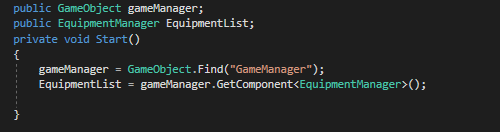 public GameObject gameManager;
public EquipmentManager EquipmentList;
private void Start()
{
gameManager = GameObject.Find("GameManager");
EquipmentList = gameManager.GetComponent<EquipmentManager>();
}